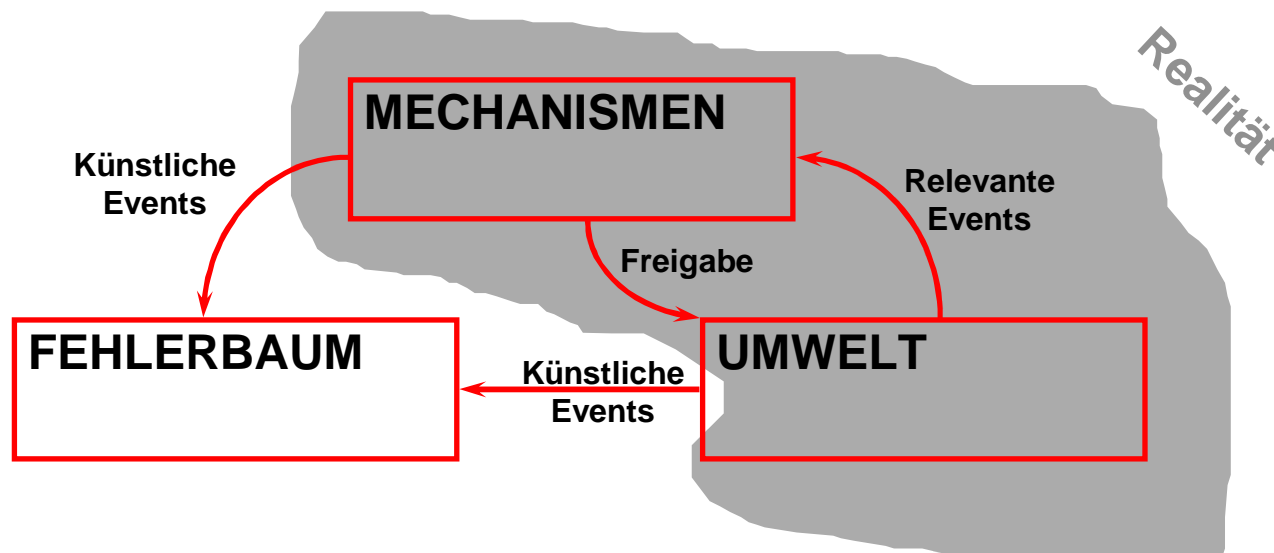 Realität
MECHANISMEN
Künstliche
Events
Relevante
Events
Freigabe
FEHLERBAUM
UMWELT
Künstliche
Events